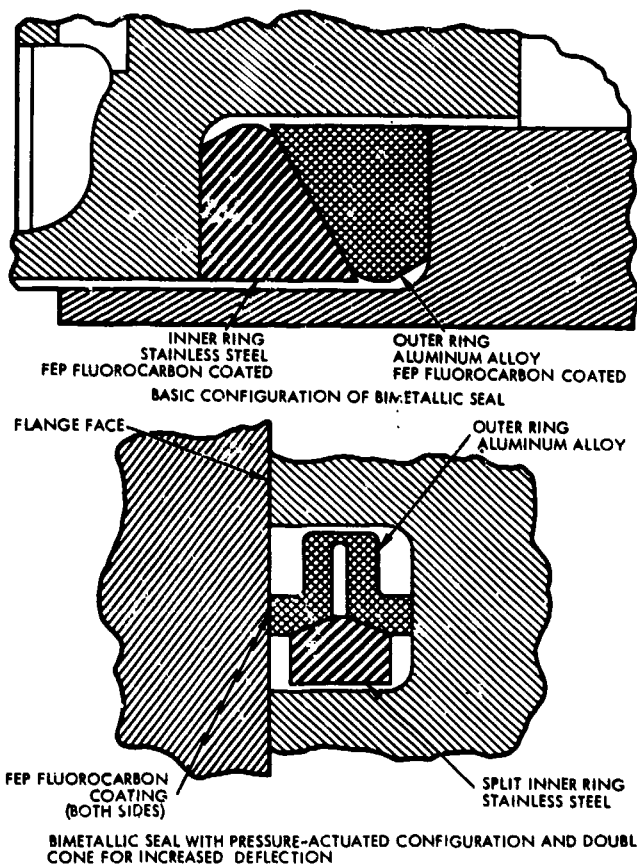 INNER RING
STAINLESS STEEL
FEP FLUOROCARBON COATED
OUTER RING
ALUMINUM ALLOY
FEP FLUOROCARBON COATED
BASIC CONFIGURATION OF BIMETALLIC SEAL
FLANGE FACE
OUTER RING
ALUMINUM ALLOY
FEP FLUOROCARBON
COATING
(BOTH SIDES)
SPLIT INNER RING
STAINLESS STEEL
BIMETALLIC SEAL WITH PRESSURE-ACTUATED CONFIGURATION AND DOUBL
CONE FOR INCREASED DEFLECTION